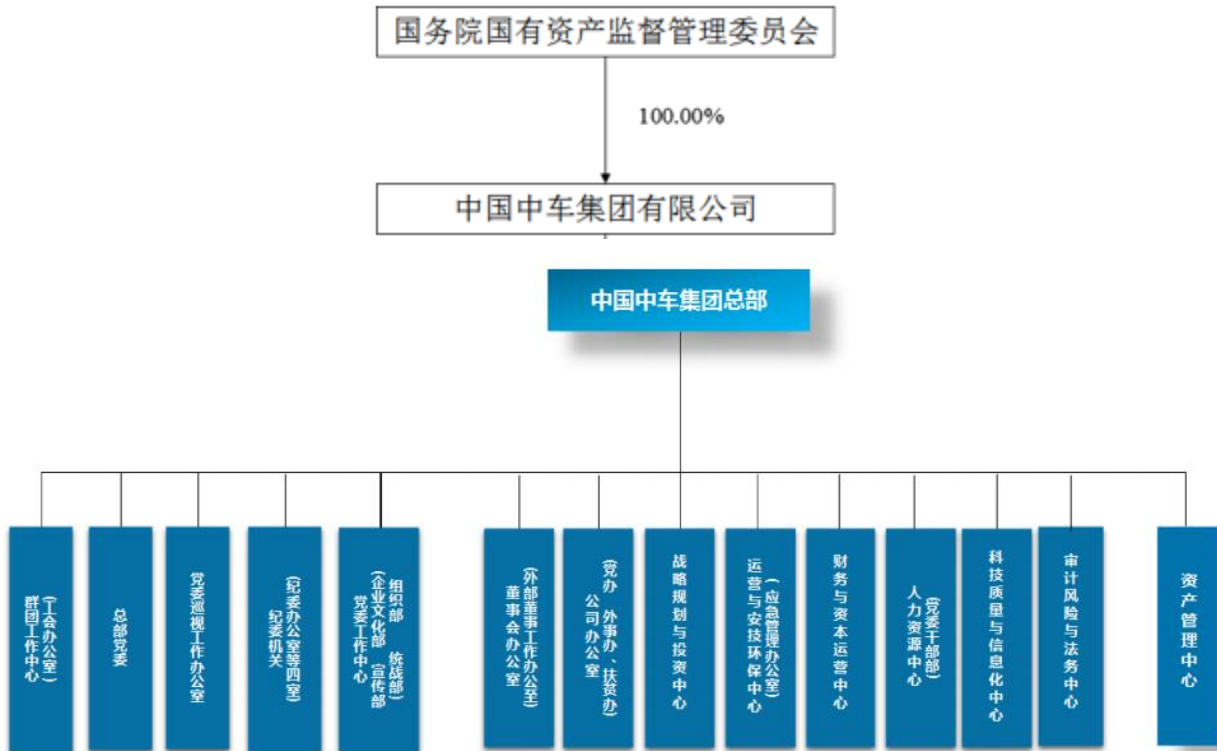 国务院国有资产监督管理委员会
100.00%
中国中车集团有限公司
中国中车集团总部
群团工作中心
(工会办公室)
总部党委
党委巡视工作办公室
纪委机关
(纪委办公室等四室)
党委工作中心
(企业文化部 宣传部
组织部 统战部)
董事会办公室
(外部董事工作办公室)
公司办公室
(党办 外事办、扶贫办)
战略规划与投资中心
运营与安技环保中心
(应急管理办公室)
财务与资本运营中心
人力资源中心
(党委干部部)
科技质量与信息化中心
审计风险与法务中心
资产管理中心